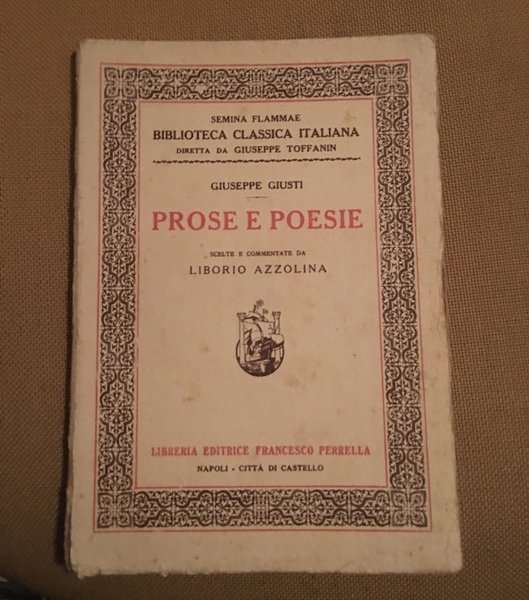 SEMINA FLAMMAE
BIBLIOTECA CLASSICA ITALIANA
DIRETTA DA GIUSEPPE TOFFANIN
GIUSEPPE GIUSTI
PROSE E POESIE
SCELTE E COMMENTATE DA
LIBORIO AZZOLINA
LIBRERIA EDITRICE FRANCESCO PERRELLA
NAPOLI - CITTÀ DI CASTELLO